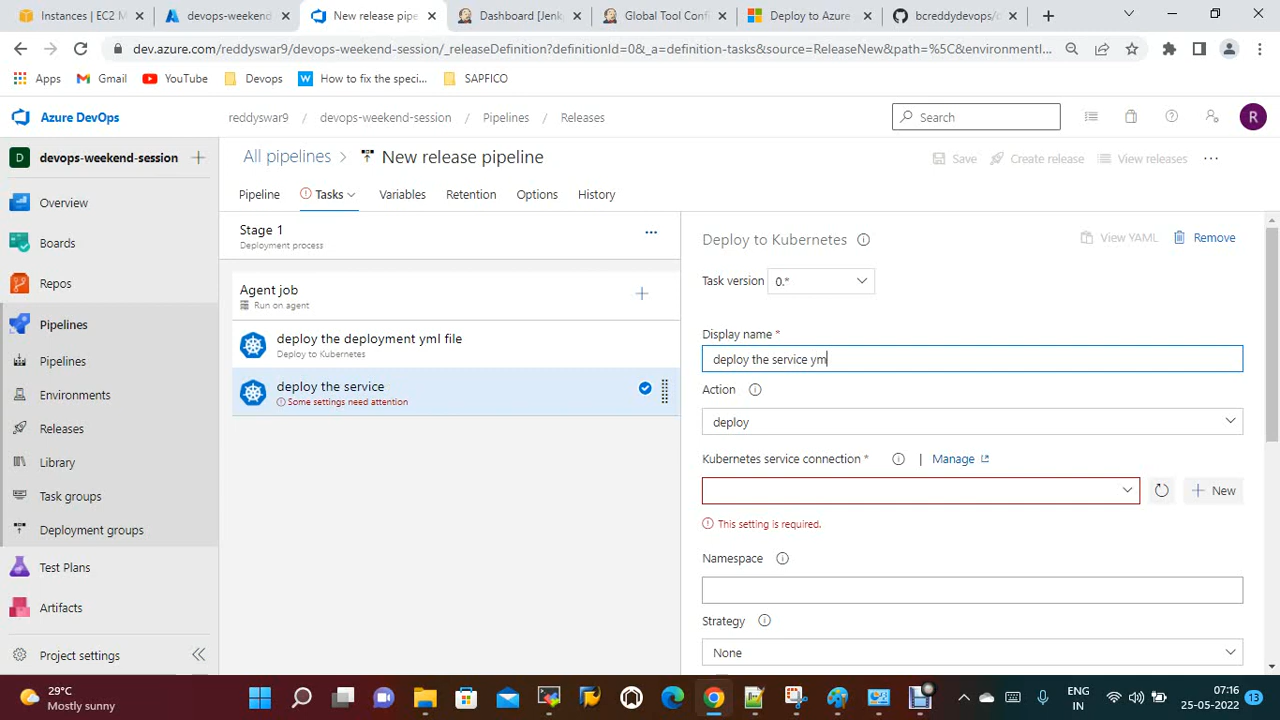 Instances | EC2 M
devops-weekend
New release pipe
Dashboard [Jenk
Global Tool Conf
Deploy to Azure
bcreddydevops/c
dev.azure.com/reddyswar9/devops-weekend-session/_releaseDefinition?definitionId=0&_a=definition-tasks&source=ReleaseNew&path=%5C&environmentI...
Apps
Gmail
YouTube
Devops
How to fix the speci...
SAPFICO
Azure DevOps
reddyswar9
devops-weekend-session
Pipelines
Releases
Search
R
D
devops-weekend-session
All pipelines
New release pipeline
Save
Create release
View releases
Overview
Pipeline
Tasks
Variables
Retention
Options
History
Boards
Repos
Pipelines
Pipelines
Environments
Releases
Library
Task groups
Deployment groups
Test Plans
Artifacts
Project settings
Stage 1
Deployment process
Agent job
Run on agent
deploy the deployment yml file
Deploy to Kubernetes
deploy the service
Some settings need attention
Deploy to Kubernetes
View YAML
Remove
Task version
0.*
Display name *
deploy the service ym
Action
deploy
Kubernetes service connection *
| Manage
New
This setting is required.
Namespace
Strategy
None
29°C
Mostly sunny
ENG
IN
07:16
25-05-2022
13